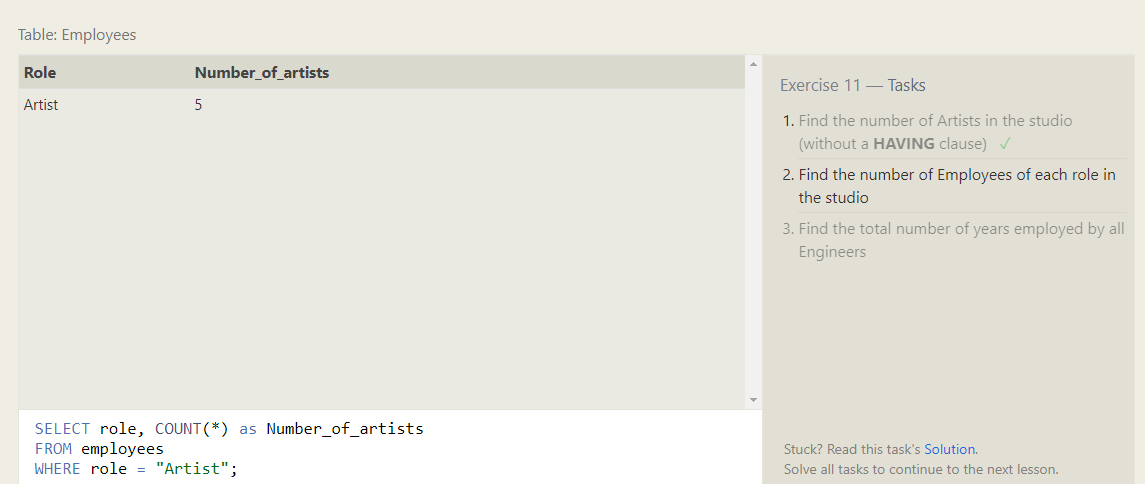 Table: Employees
Role Number_of_artists
Artist 5
Exercise 11 — Tasks
1. Find the number of Artists in the studio
(without a HAVING clause) ✓
2. Find the number of Employees of each role in
the studio
3. Find the total number of years employed by all
Engineers
SELECT role, COUNT(*) as Number_of_artists
FROM employees
WHERE role = "Artist";
Stuck? Read this task's Solution.
Solve all tasks to continue to the next lesson.